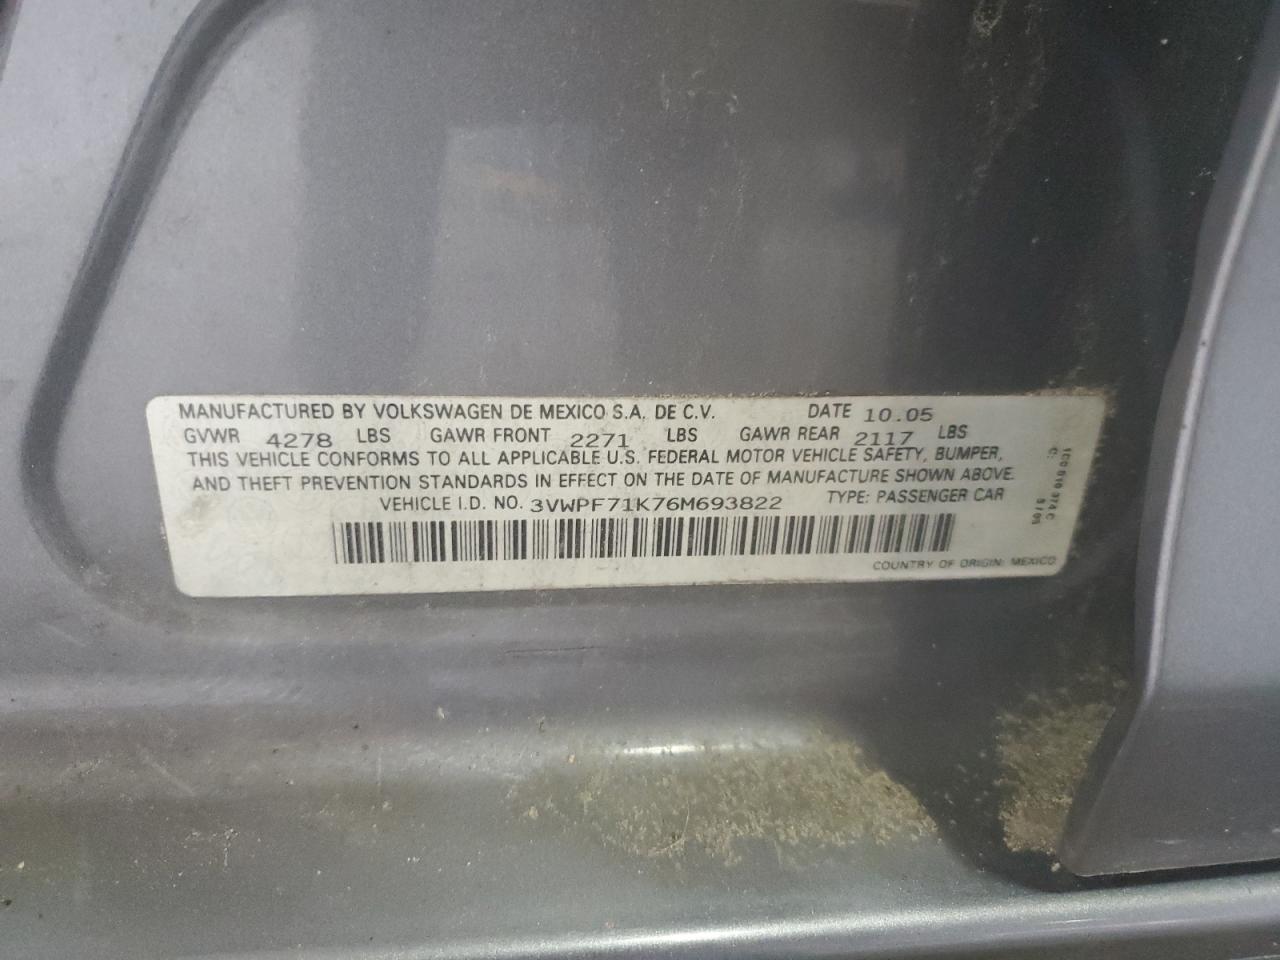 MANUFACTURED BY VOLKSWAGEN DE MEXICO S.A. DE C.V. DATE 10.05
GVWR 4278 LBS GAWR FRONT 2271 LBS GAWR REAR 2117 LBS
THIS VEHICLE CONFORMS TO ALL APPLICABLE U.S. FEDERAL MOTOR VEHICLE SAFETY, BUMPER,
AND THEFT PREVENTION STANDARDS IN EFFECT ON THE DATE OF MANUFACTURE SHOWN ABOVE.
VEHICLE I.D. NO. 3VWPF71K76M693822 TYPE: PASSENGER CAR
COUNTRY OF ORIGIN: MEXICO